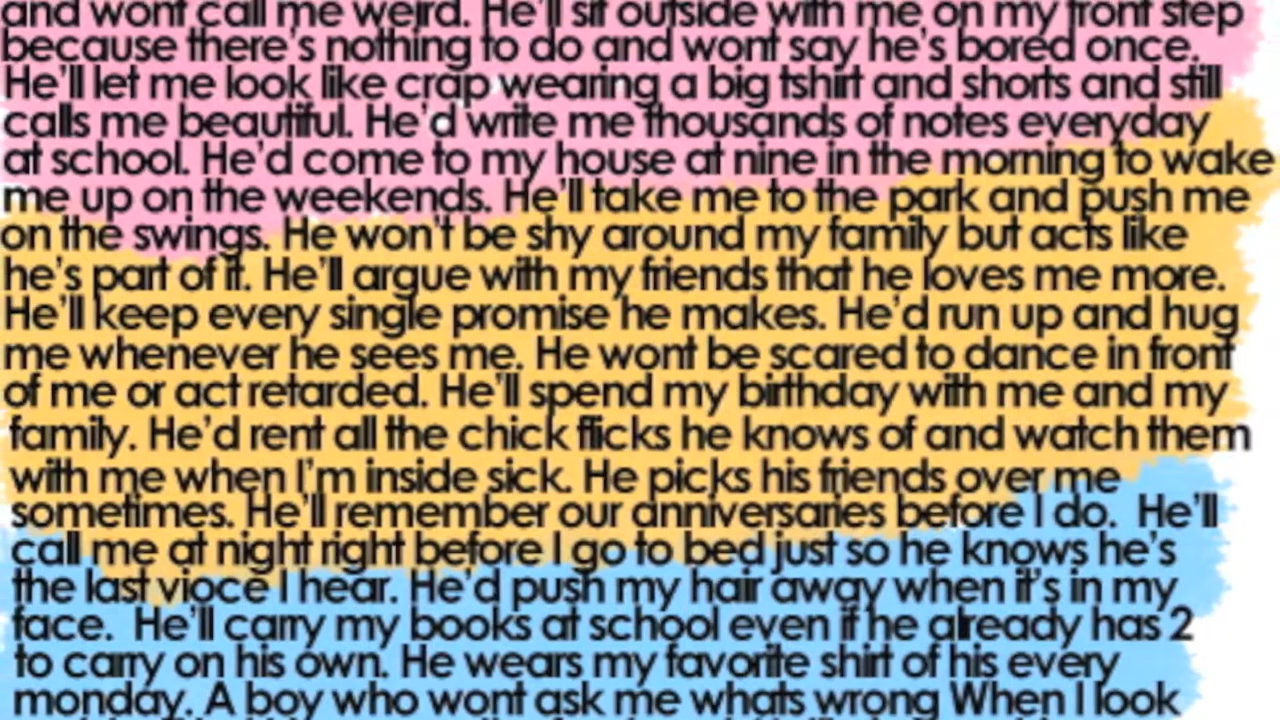 and wont call me weird. He'll sit outside with me on my front step
because there's nothing to do and wont say he's bored once.
He'll let me look like crap wearing a big tshirt and shorts and still
calls me beautiful. He'd write me thousands of notes everyday
at school. He'd come to my house at nine in the morning to wake
me up on the weekends. He'll take me to the park and push me
on the swings. He won't be shy around my family but acts like
he's part of it. He'll argue with my friends that he loves me more.
He'll keep every single promise he makes. He'd run up and hug
me whenever he sees me. He wont be scared to dance in front
of me or act retarded. He'll spend my birthday with me and my
family. He'd rent all the chick flicks he knows of and watch them
with me when I'm inside sick. He picks his friends over me
sometimes. He'll remember our anniversaries before I do. He'll
call me at night right before I go to bed just so he knows he's
the last vioce I hear. He'd push my hair away when it's in my
face. He'll carry my books at school even if he already has 2
to carry on his own. He wears my favorite shirt of his every
monday. A boy who wont ask me whats wrong When I look